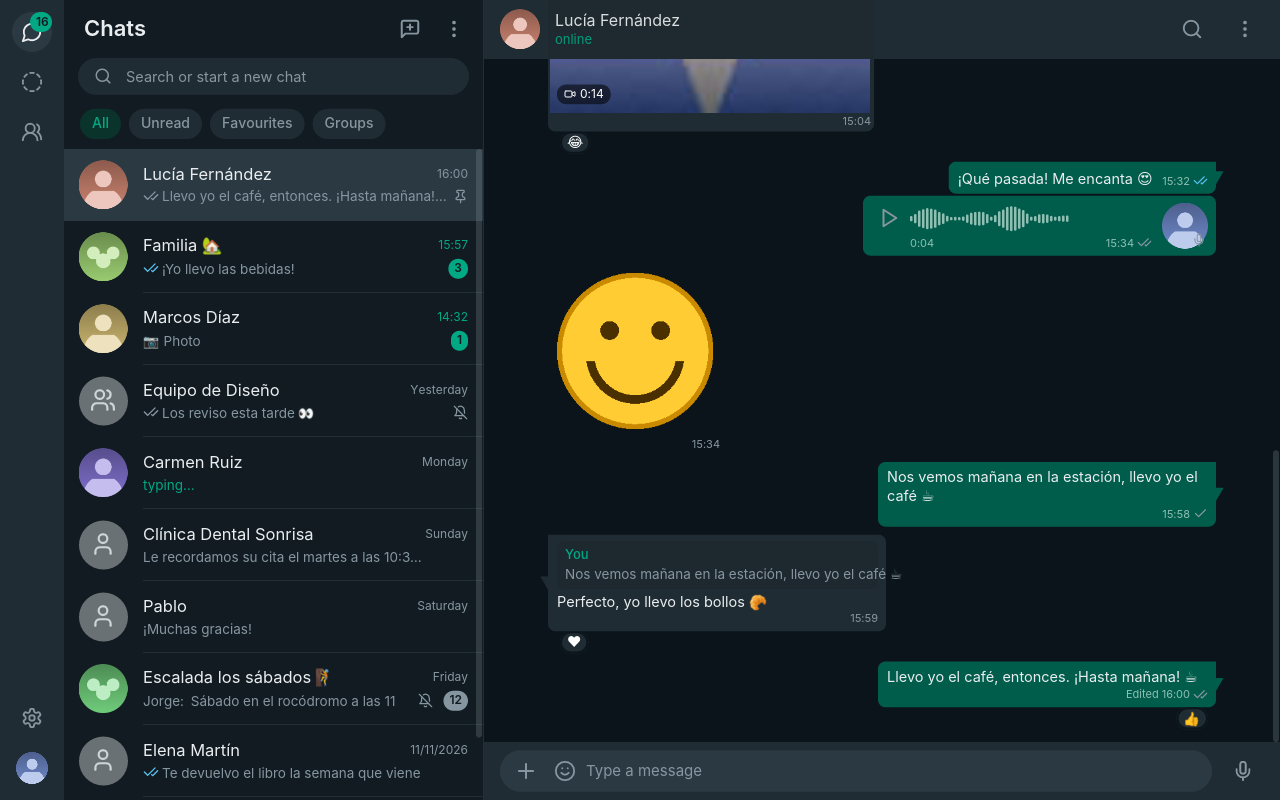 16
Chats
Search or start a new chat
All
Unread
Favourites
Groups
Lucía Fernández
16:00
Llevo yo el café, entonces. ¡Hasta mañana!...
Familia 🏡
15:57
¡Yo llevo las bebidas!
3
Marcos Díaz
14:32
📷 Photo
1
Equipo de Diseño
Yesterday
Los reviso esta tarde 👀
Carmen Ruiz
Monday
typing...
Clínica Dental Sonrisa
Sunday
Le recordamos su cita el martes a las 10:3...
Pablo
Saturday
¡Muchas gracias!
Escalada los sábados 🧗
Friday
Jorge: Sábado en el rocódromo a las 11
12
Elena Martín
11/11/2026
Te devuelvo el libro la semana que viene
Lucía Fernández
online
0:14
15:04
😂
¡Qué pasada! Me encanta 😍 15:32
0:04
15:34
15:34
Nos vemos mañana en la estación, llevo yo el
café ☕
15:58
You
Nos vemos mañana en la estación, llevo yo el café ☕
Perfecto, yo llevo los bollos 🥐
15:59
❤
Llevo yo el café, entonces. ¡Hasta mañana! ☕
Edited 16:00
👍
Type a message